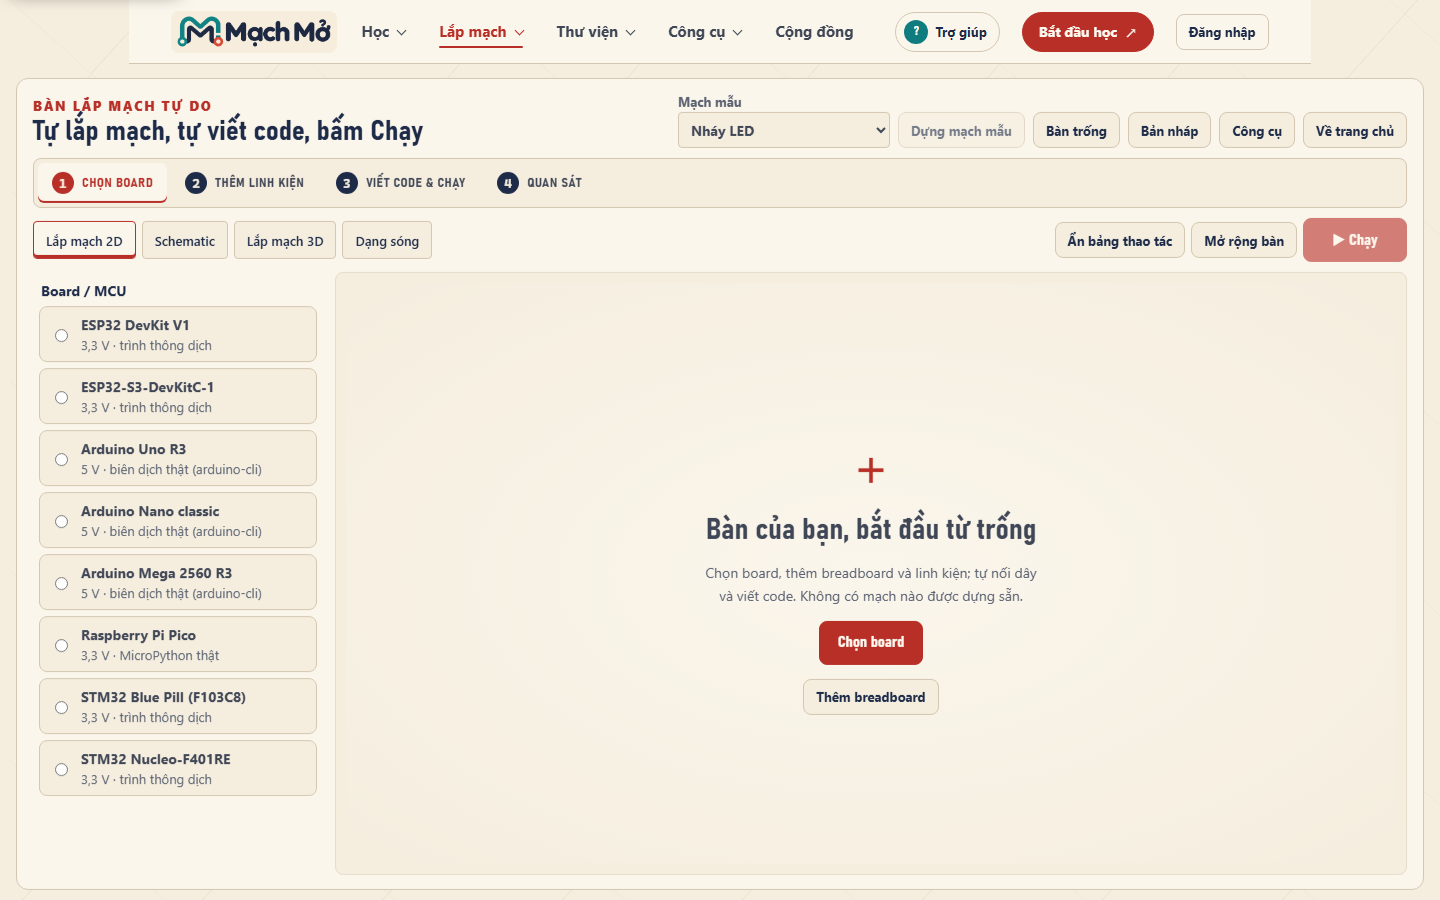 Mạch Mở
Học
Lắp mạch
Thư viện
Công cụ
Cộng đồng
? Trợ giúp
Bắt đầu học ↗
Đăng nhập
BÀN LẮP MẠCH TỰ DO
Tự lắp mạch, tự viết code, bấm Chạy
Mạch mẫu
Nháy LED
Dựng mạch mẫu
Bàn trống
Bản nháp
Công cụ
Về trang chủ
1 CHỌN BOARD
2 THÊM LINH KIỆN
3 VIẾT CODE & CHẠY
4 QUAN SÁT
Lắp mạch 2D
Schematic
Lắp mạch 3D
Dạng sóng
Ẩn bảng thao tác
Mở rộng bàn
▶ Chạy
Board / MCU
ESP32 DevKit V1
3,3 V · trình thông dịch
ESP32-S3-DevKitC-1
3,3 V · trình thông dịch
Arduino Uno R3
5 V · biên dịch thật (arduino-cli)
Arduino Nano classic
5 V · biên dịch thật (arduino-cli)
Arduino Mega 2560 R3
5 V · biên dịch thật (arduino-cli)
Raspberry Pi Pico
3,3 V · MicroPython thật
STM32 Blue Pill (F103C8)
3,3 V · trình thông dịch
STM32 Nucleo-F401RE
3,3 V · trình thông dịch
+
Bàn của bạn, bắt đầu từ trống
Chọn board, thêm breadboard và linh kiện; tự nối dây
và viết code. Không có mạch nào được dựng sẵn.
Chọn board
Thêm breadboard